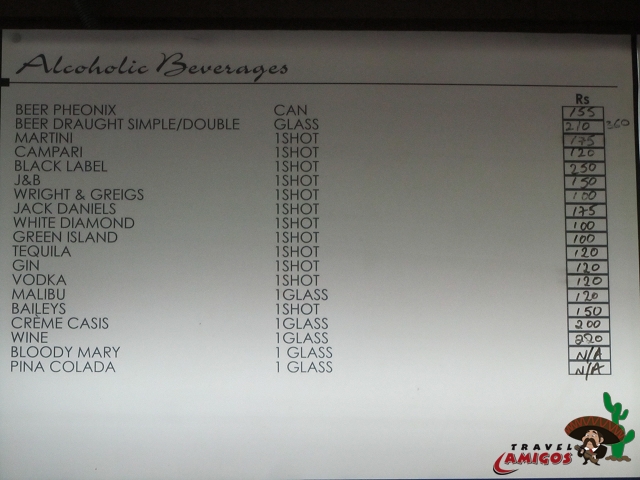 Alcoholic Beverages
Rs
BEER PHEONIX CAN 155
BEER DRAUGHT SIMPLE/DOUBLE GLASS 210
MARTINI 1SHOT 175
CAMPARI 1SHOT 120
BLACK LABEL 1SHOT 250
J&B 1SHOT 150
WRIGHT & GREIGS 1SHOT 100
JACK DANIELS 1SHOT 175
WHITE DIAMOND 1SHOT 100
GREEN ISLAND 1SHOT 100
TEQUILA 1SHOT 120
GIN 1SHOT 120
VODKA 1SHOT 120
MALIBU 1GLASS 120
BAILEYS 1SHOT 150
CRÈME CASIS 1GLASS 200
WINE 1GLASS 220
BLOODY MARY 1 GLASS N/A
PINA COLADA 1 GLASS N/A
TRAVEL
AMIGOS